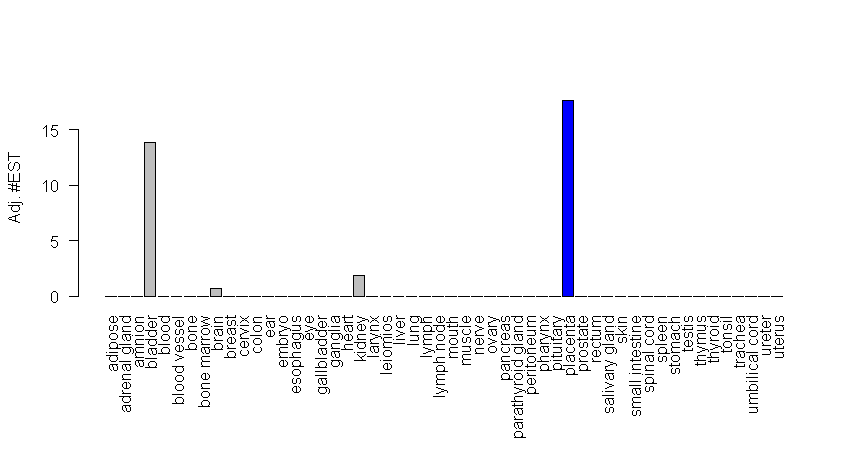 Adj. #EST
15
10
5
0
adipose
adrenal gland
amnion
bladder
blood
blood vessel
bone
bone marrow
brain
breast
cervix
colon
ear
embryo
esophagus
eye
gallbladder
ganglia
heart
kidney
larynx
leiomios
liver
lung
lymph
lymph node
mouth
muscle
nerve
ovary
pancreas
parathyroid gland
peritoneum
pharynx
pituitary
placenta
prostate
rectum
salivary gland
skin
small intestine
spinal cord
spleen
stomach
testis
thymus
thyroid
tonsil
trachea
umbilical cord
ureter
uterus